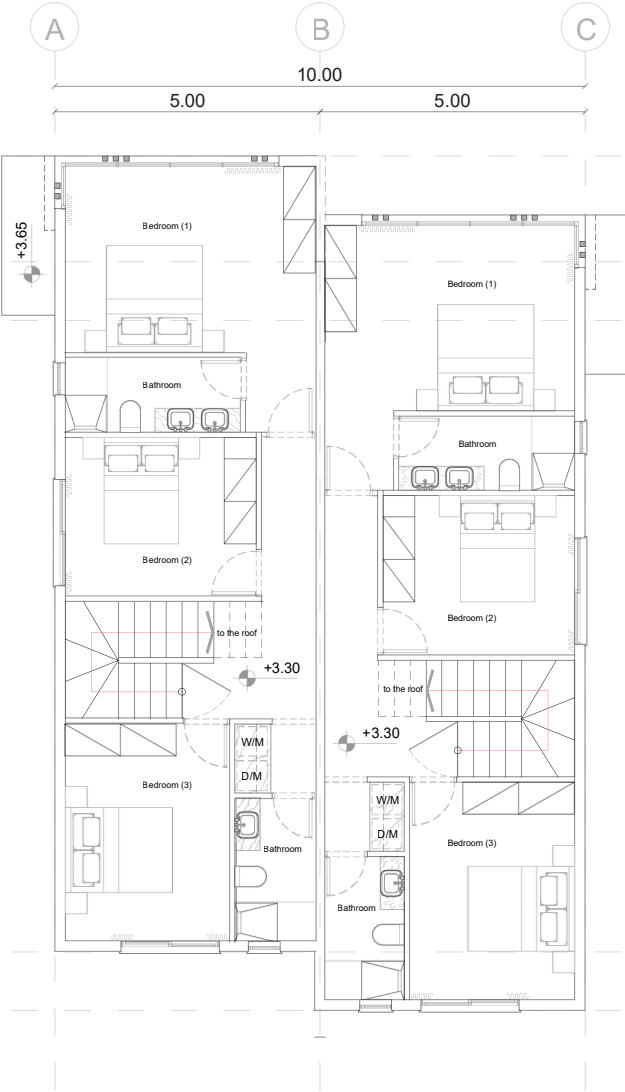 A B C
10.00
5.00 5.00
+3.65
Bedroom (1)
Bathroom
Bedroom (2)
to the roof
+3.30
W/M
D/M
Bedroom (3)
Bathroom
Bedroom (1)
Bathroom
Bedroom (2)
to the roof
+3.30
W/M
D/M
Bedroom (3)
Bathroom